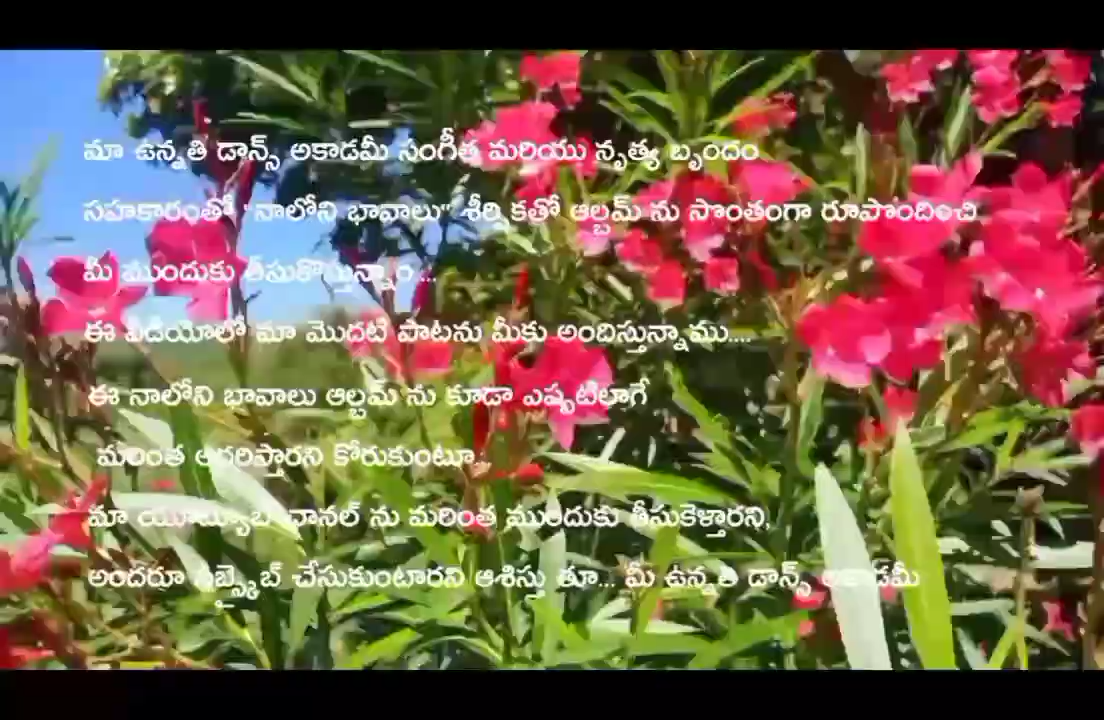 మా ఉన్నతి డాన్స్ అకాడమీ సంగీత మరియు నృత్య బృందం
సహకారంతో "నాలోని భావాలు" శీర్షికతో ఆల్బమ్ ను సొంతంగా రూపొందించి
మీ ముందుకు తీసుకొస్తున్నాం...
ఈ వీడియోలో మా మొదటి పాటను మీకు అందిస్తున్నాము....
ఈ నాలోని బావాలు ఆల్బమ్ ను కూడా ఎప్పటిలాగే
మరింత ఆదరిస్తారని కోరుకుంటూ
మా యూట్యూబ్ చానల్ ను మరింత ముందుకు తీసుకెళ్తారని,
అందరూ సబ్స్క్రైబ్ చేసుకుంటారని ఆశిస్తు తూ... మీ ఉన్నతి డాన్స్ అకాడమీ